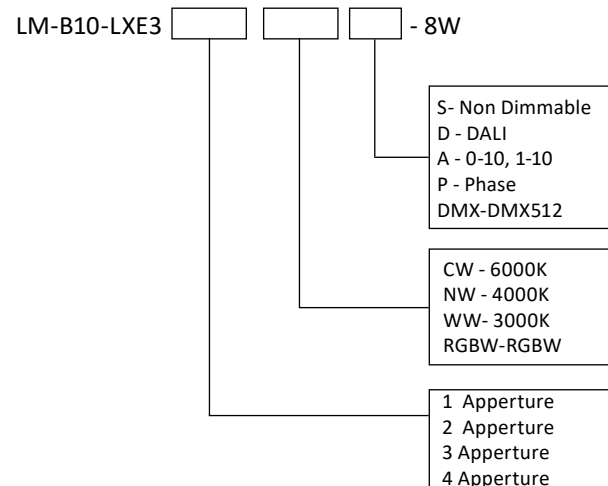 LM-B10-LXE3 - 8W
S- Non Dimmable
D - DALI
A - 0-10, 1-10
P - Phase
DMX-DMX512
CW - 6000K
NW - 4000K
WW- 3000K
RGBW-RGBW
1 Apperture
2 Apperture
3 Apperture
4 Apperture